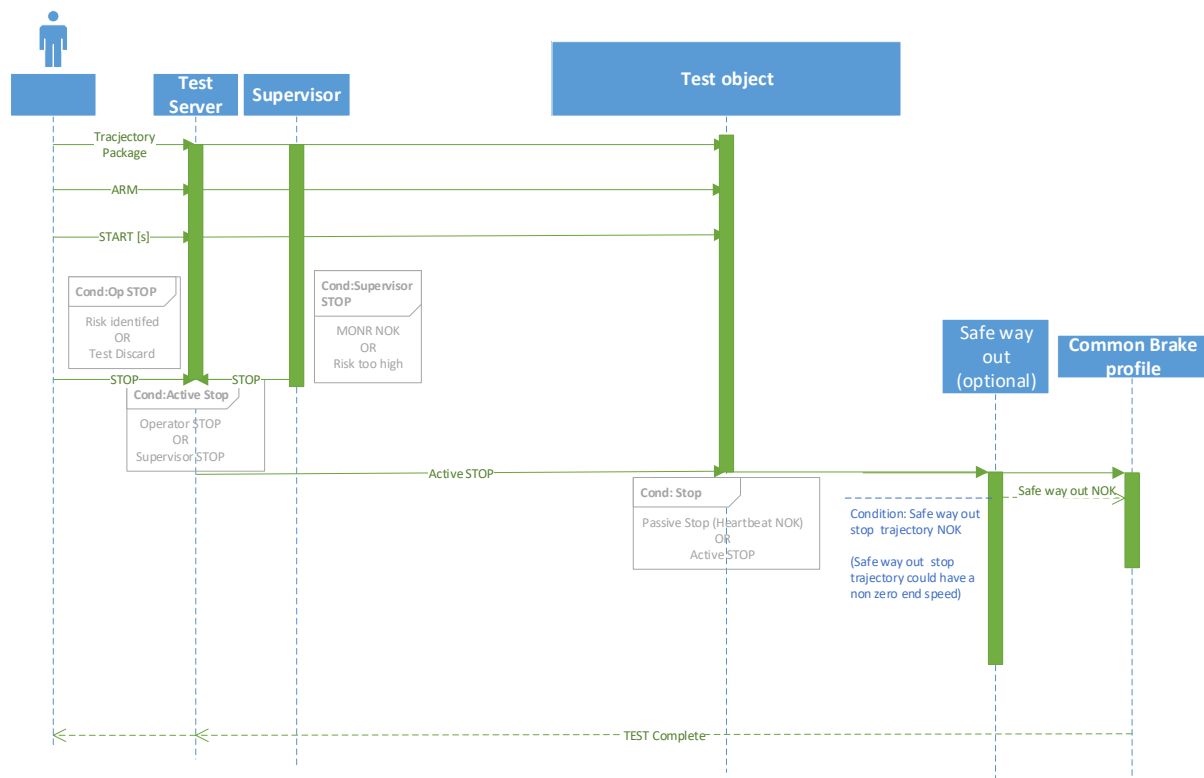 Test
Server
Supervisor
Test object
Tracjectory
Package
ARM
START [s]
Cond:Op STOP
Risk identifed
OR
Test Discard
Cond:Supervisor
STOP
MONR NOK
OR
Risk too high
Safe way
out
(optional)
Common Brake
profile
STOP
STOP
Cond:Active Stop
Operator STOP
OR
Supervisor STOP
Active STOP
Cond: Stop
Passive Stop (Heartbeat NOK)
OR
Active STOP
Safe way out NOK
Condition: Safe way out
stop  trajectory NOK
(Safe way out  stop
trajectory could have a
non zero end speed)
TEST Complete